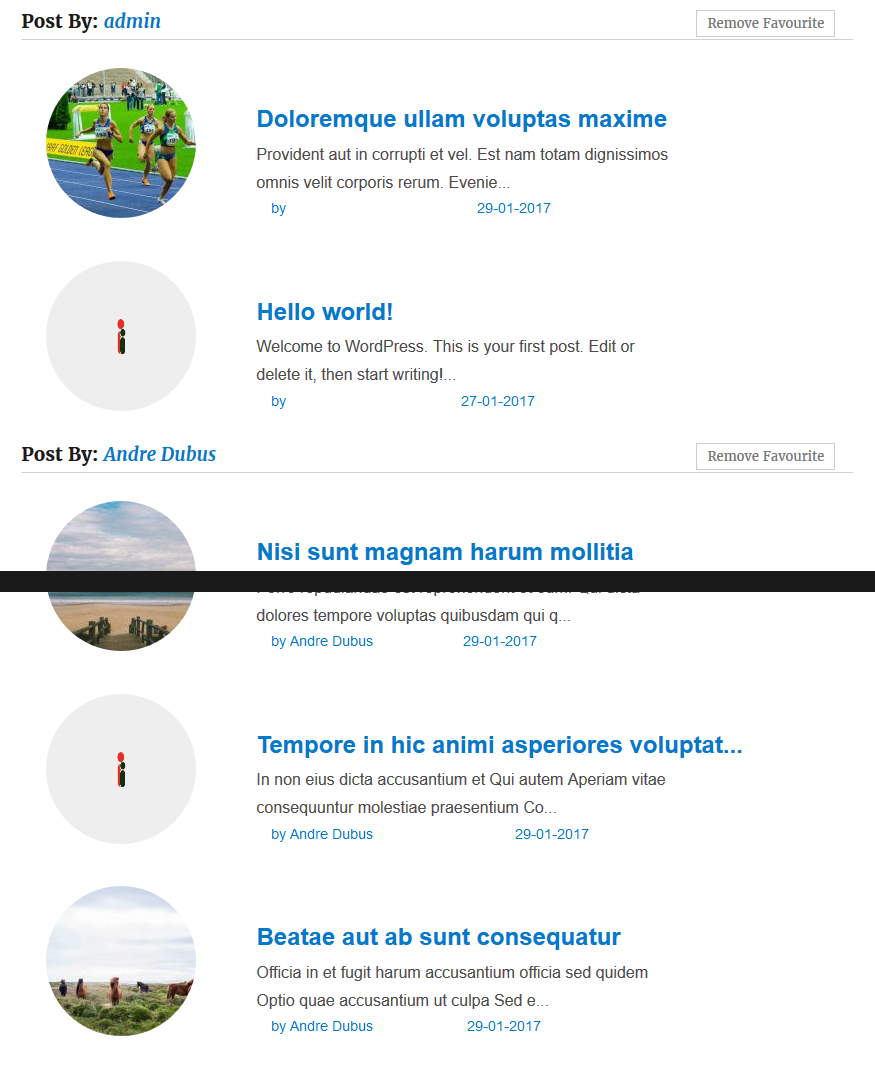 Post By: admin
Remove Favourite
Doloremque ullam voluptas maxime
Provident aut in corrupti et vel. Est nam totam dignissimos
omnis velit corporis rerum. Evenie...
by 29-01-2017
Hello world!
Welcome to WordPress. This is your first post. Edit or
delete it, then start writing!...
by 27-01-2017
Post By: Andre Dubus
Remove Favourite
Nisi sunt magnam harum mollitia
dolores tempore voluptas quibusdam qui q...
by Andre Dubus 29-01-2017
Tempore in hic animi asperiores voluptat...
In non eius dicta accusantium et Qui autem Aperiam vitae
consequuntur molestiae praesentium Co...
by Andre Dubus 29-01-2017
Beatae aut ab sunt consequatur
Officia in et fugit harum accusantium officia sed quidem
Optio quae accusantium ut culpa Sed e...
by Andre Dubus 29-01-2017